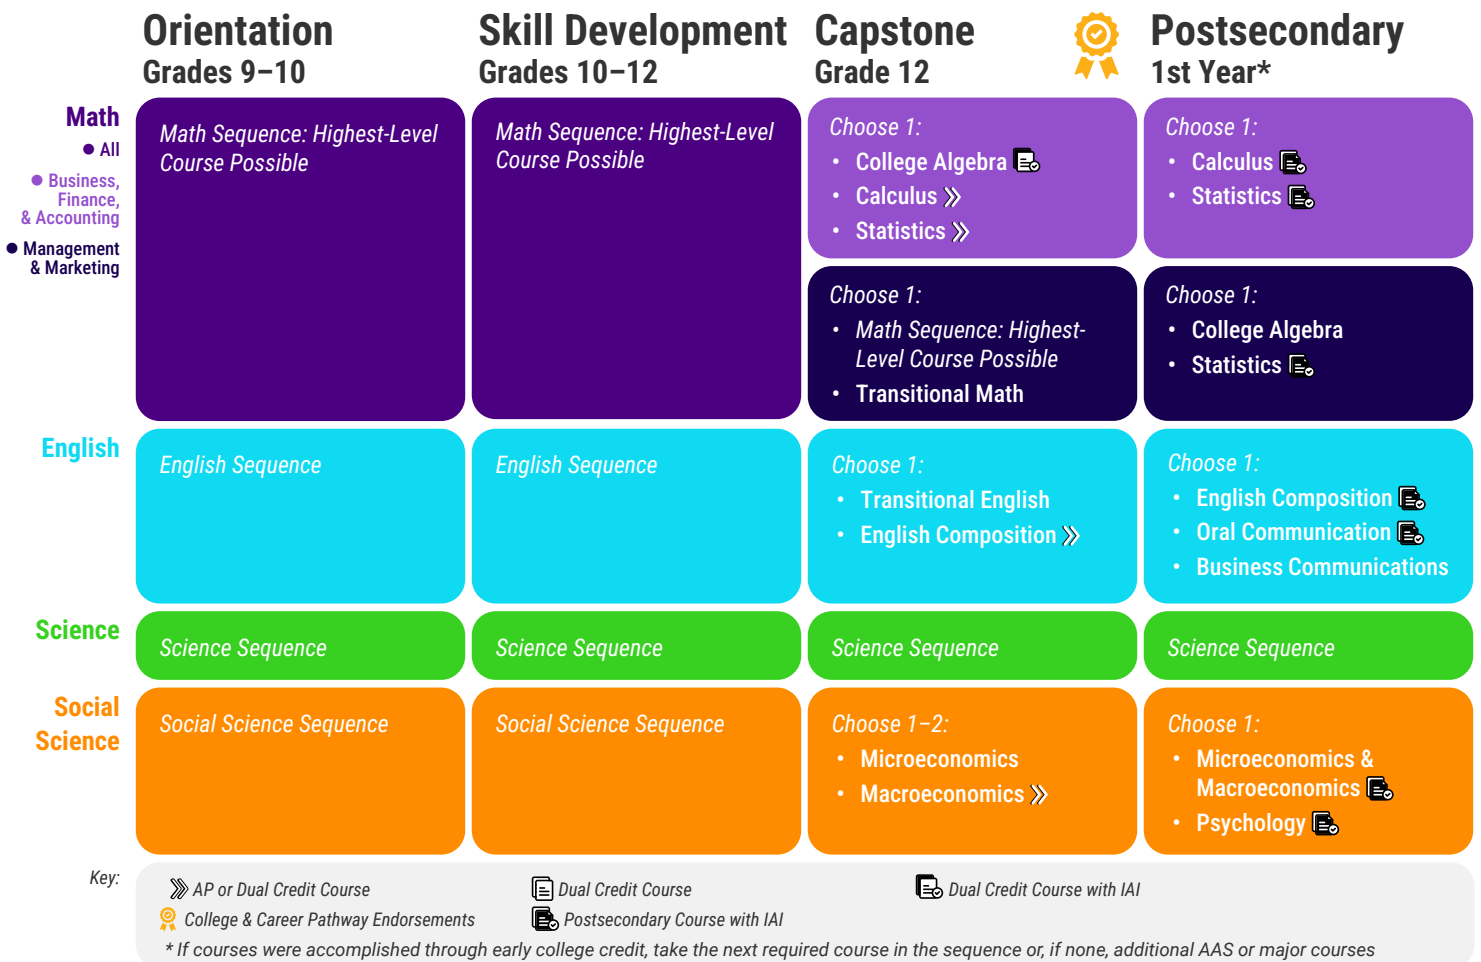 Orientation
Grades 9–10
Skill Development
Grades 10–12
Capstone
Grade 12
Postsecondary
1st Year*
Math
• All
• Business,
Finance,
& Accounting
• Management
& Marketing
Math Sequence: Highest-Level
Course Possible
Math Sequence: Highest-Level
Course Possible
Choose 1:
• College Algebra
• Calculus
• Statistics
Choose 1:
• Calculus
• Statistics
Choose 1:
• Math Sequence: Highest-
Level Course Possible
• Transitional Math
Choose 1:
• College Algebra
• Statistics
English
English Sequence
English Sequence
Choose 1:
• Transitional English
• English Composition
Choose 1:
• English Composition
• Oral Communication
• Business Communications
Science
Science Sequence
Science Sequence
Science Sequence
Science Sequence
Social
Science
Social Science Sequence
Social Science Sequence
Choose 1–2:
• Microeconomics
• Macroeconomics
Choose 1:
• Microeconomics &
Macroeconomics
• Psychology
Key:
AP or Dual Credit Course
Dual Credit Course
Dual Credit Course with IAI
College & Career Pathway Endorsements
Postsecondary Course with IAI
* If courses were accomplished through early college credit, take the next required course in the sequence or, if none, additional AAS or major courses